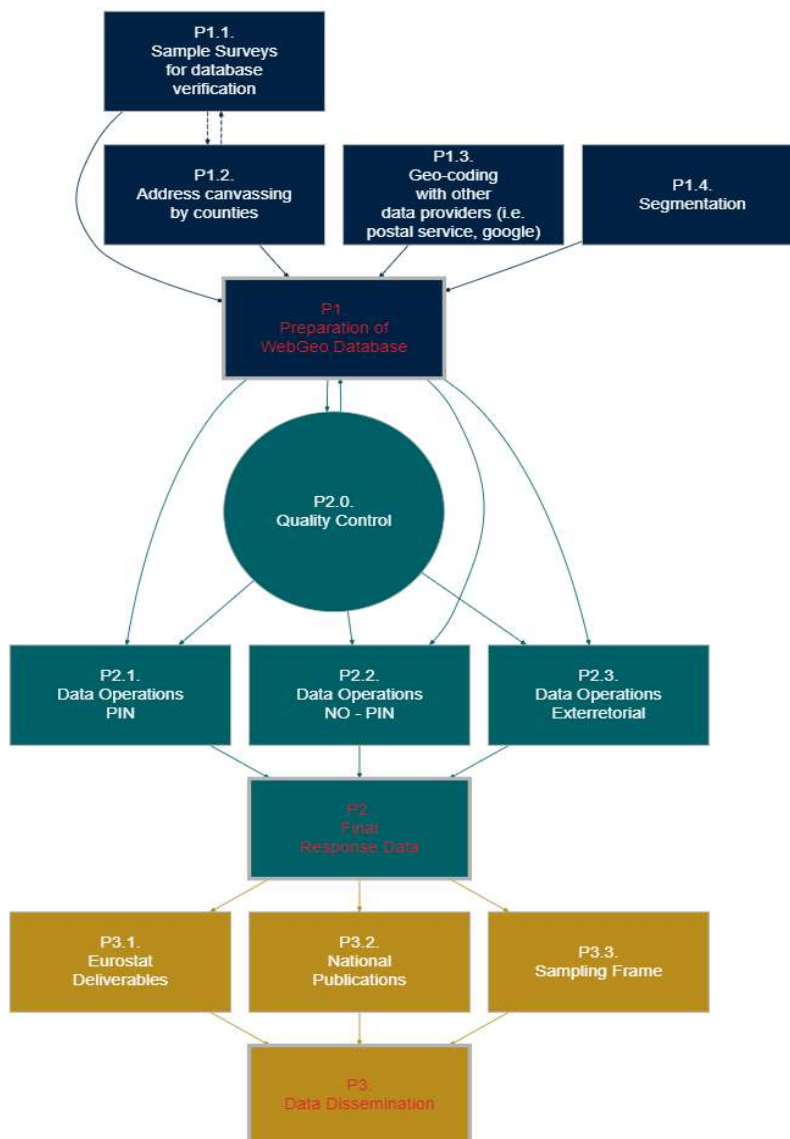 P1.1.
Sample Surveys
for database
verification
P1.2.
Address canvassing
by counties
P1.3.
Geo-coding
with other
data providers (i.e.
postal service, google)
P1.4.
Segmentation
P1.
Preparation of
WebGeo Database
P2.0.
Quality Control
P2.1.
Data Operations
PIN
P2.2.
Data Operations
NO - PIN
P2.3.
Data Operations
Exterretorial
P2.
Final
Response Data
P3.1.
Eurostat
Deliverables
P3.2.
National
Publications
P3.3.
Sampling Frame
P3.
Data Dissemination